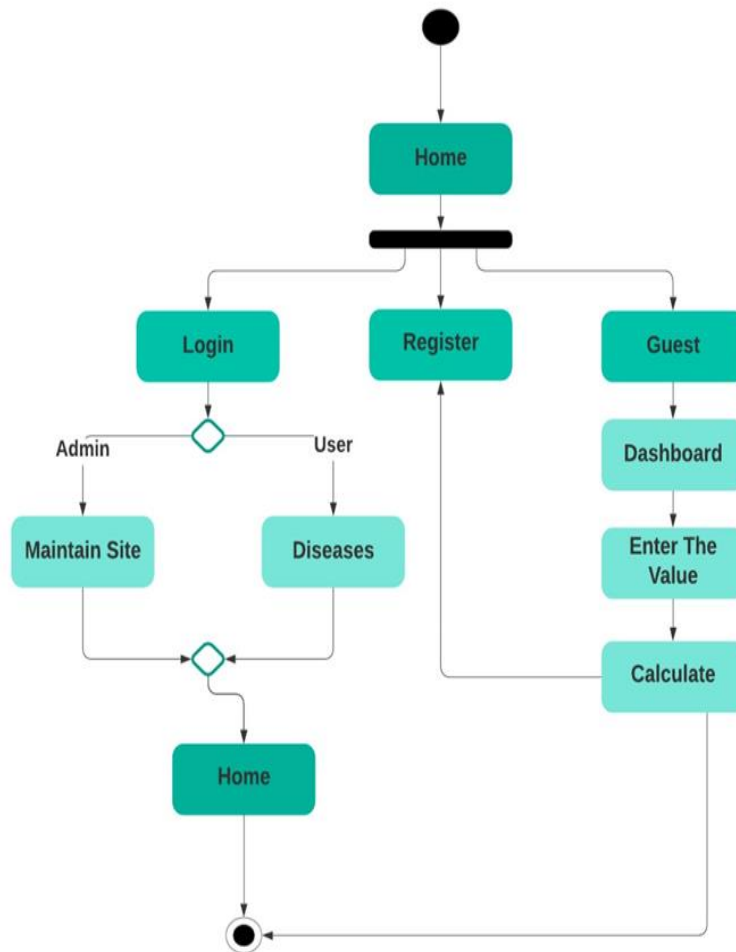 Home
Login
Register
Guest
Admin
User
Dashboard
Maintain Site
Diseases
Enter The
Value
Calculate
Home